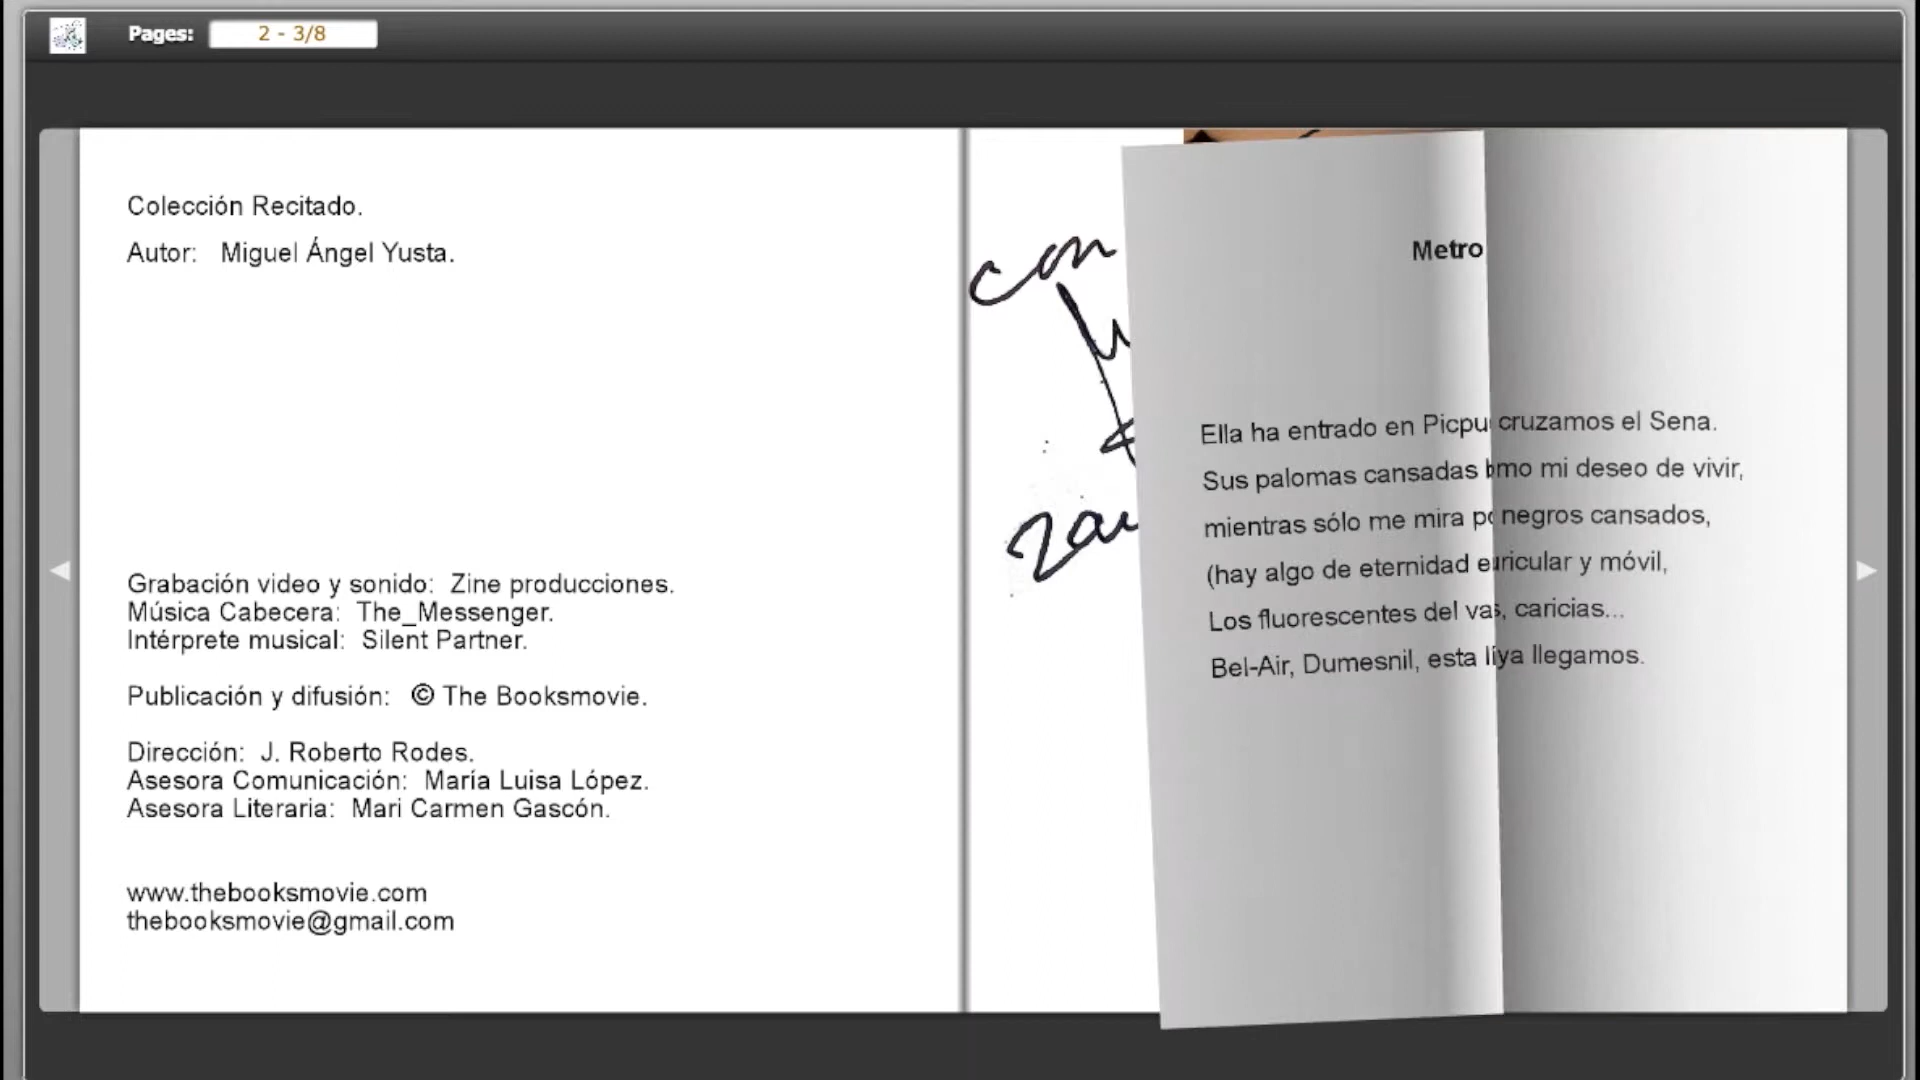 Pages: 2 - 3/8
Colección Recitado.
Autor: Miguel Ángel Yusta.
Grabación video y sonido: Zine producciones.
Música Cabecera: The_Messenger.
Intérprete musical: Silent Partner.
Publicación y difusión: © The Booksmovie.
Dirección: J. Roberto Rodes.
Asesora Comunicación: María Luisa López.
Asesora Literaria: Mari Carmen Gascón.
www.thebooksmovie.com
thebooksmovie@gmail.com
con
Metro
Ella ha entrado en
Sus palomas cansadas
mientras sólo me mira
(hay algo de eternidad
Los fluorescentes del
Bel-Air, Dumesnil, esta
cruzamos el Sena.
mi deseo de vivir,
negros cansados,
y móvil,
caricias...
ya llegamos.